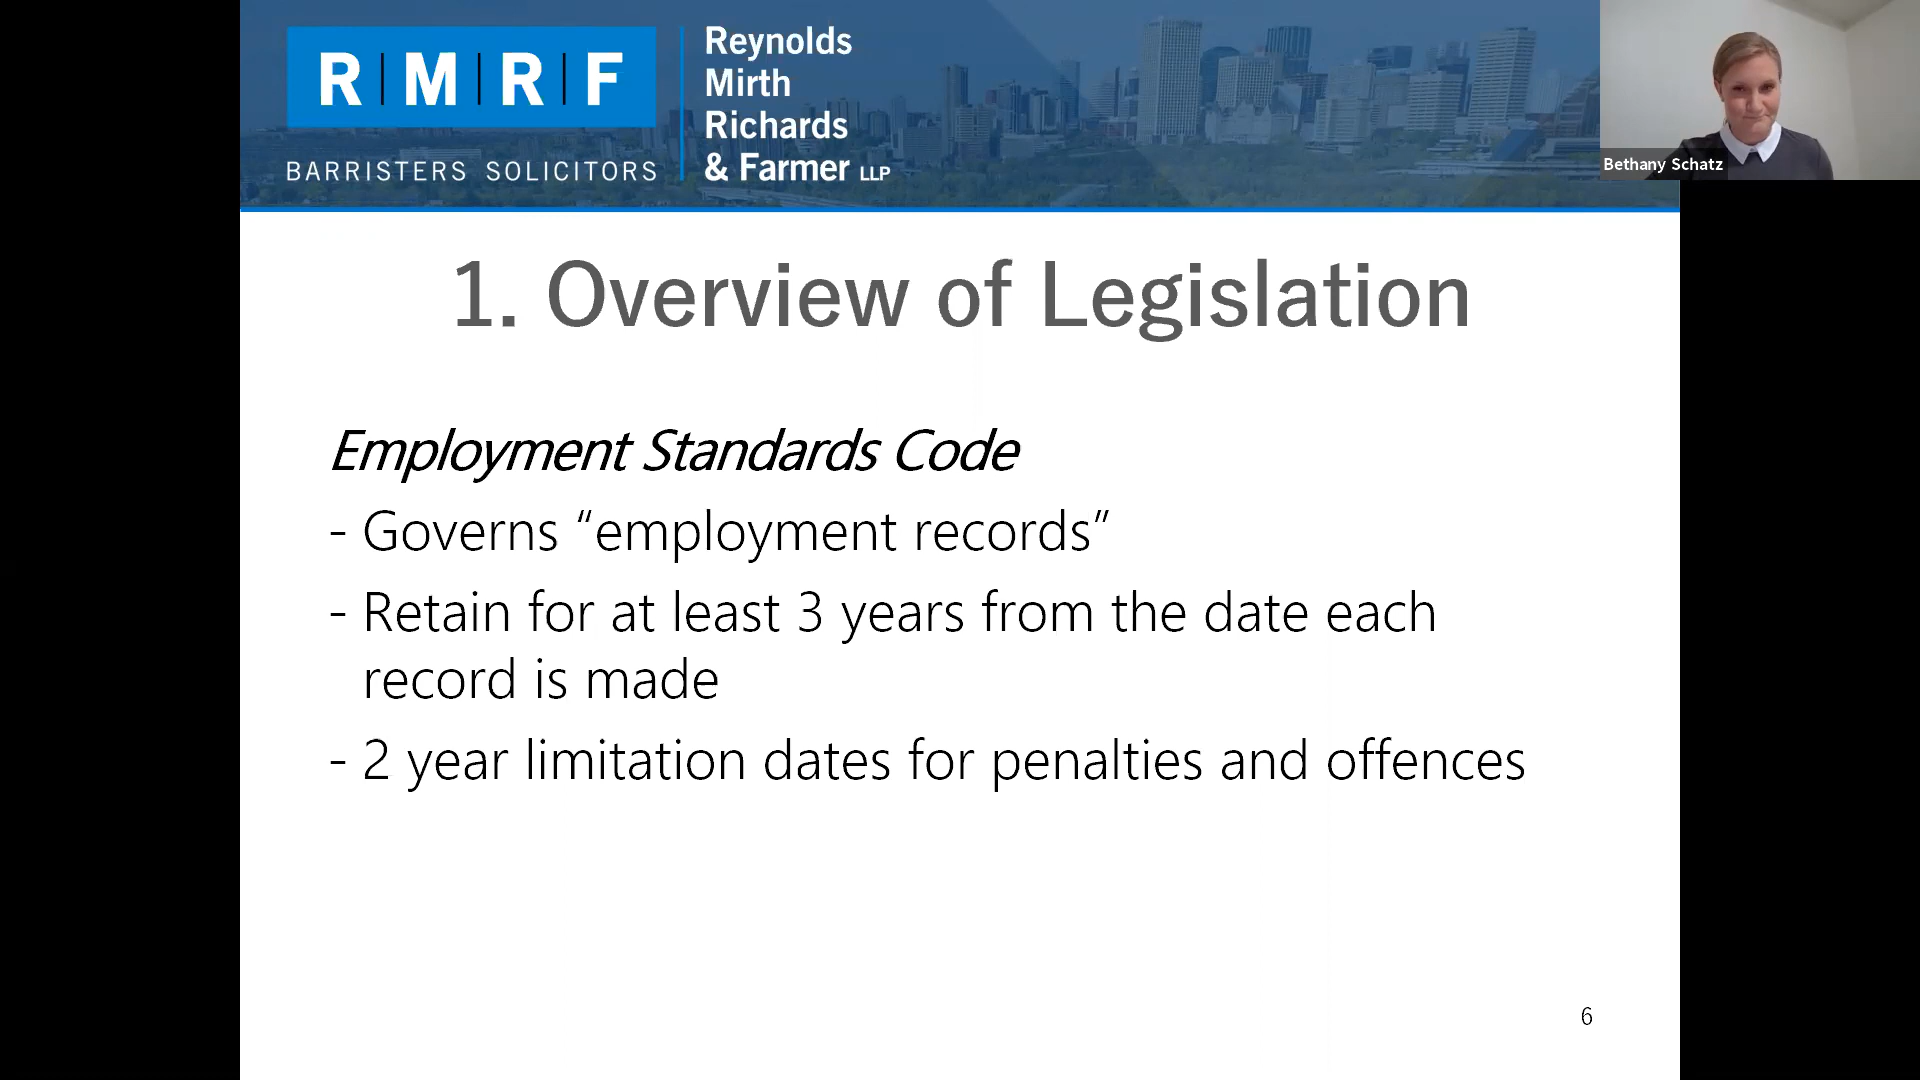 R M R F
BARRISTERS SOLICITORS
Reynolds
Mirth
Richards
& Farmer LLP
Bethany Schatz
1. Overview of Legislation
Employment Standards Code
- Governs “employment records”
- Retain for at least 3 years from the date each
record is made
- 2 year limitation dates for penalties and offences
6